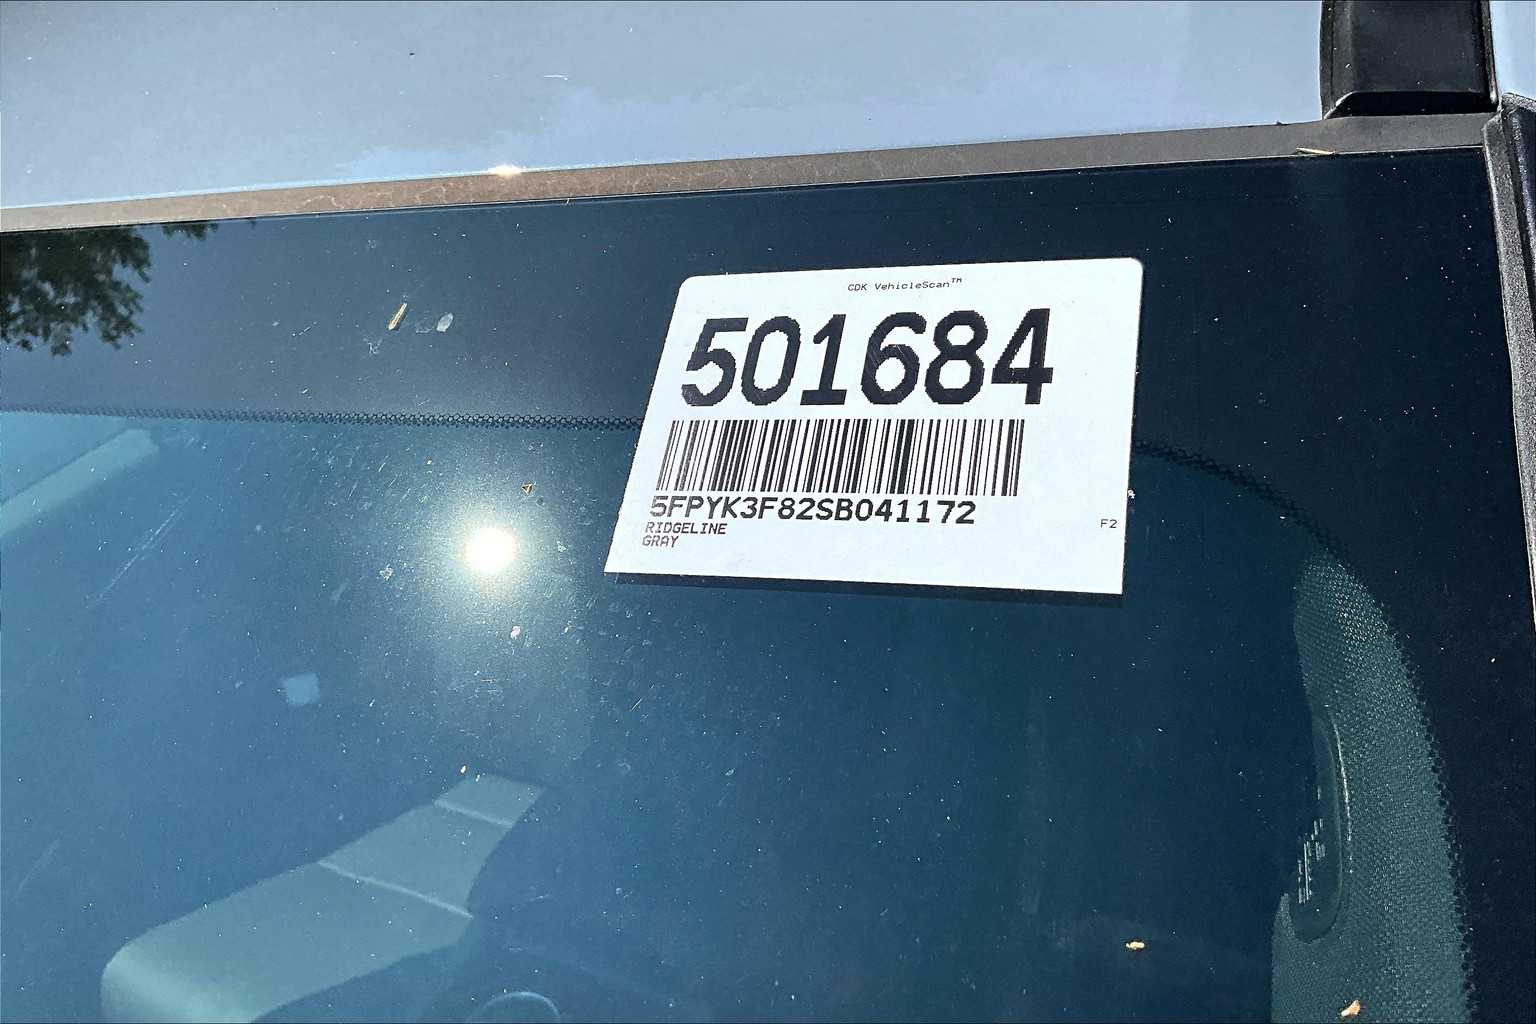 CDK VehicleScan™
501684
5FPYK3F82SB041172
RIDGELINE
GRAY
F2